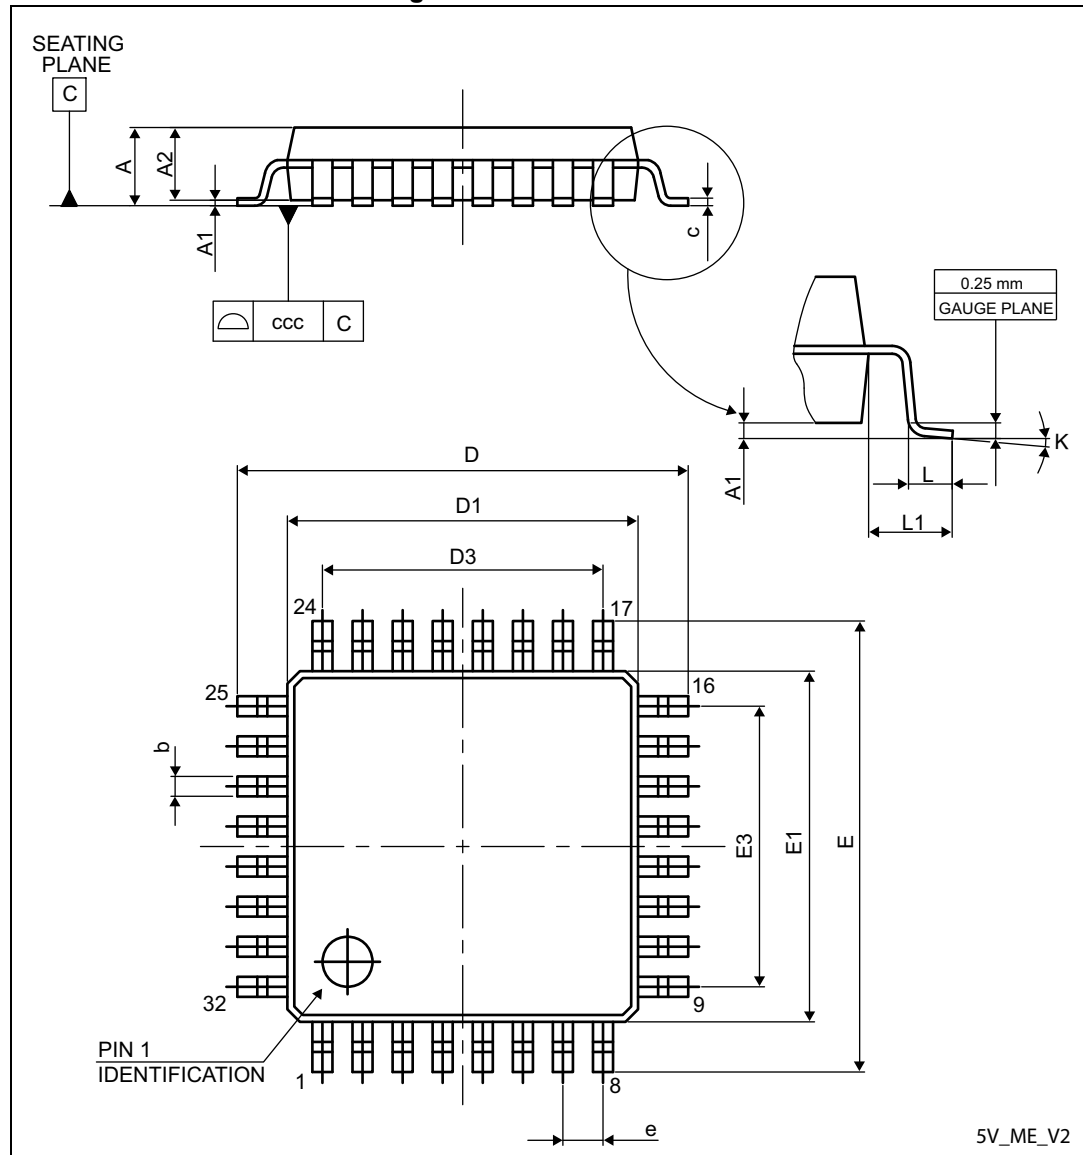 SEATING
PLANE
C
A
A2
A1
c
ccc
C
0.25 mm
GAUGE PLANE
K
A1
L
L1
D
D1
D3
24
17
25
16
b
E3
E1
E
32
9
PIN 1
IDENTIFICATION
1
8
e
5V_ME_V2